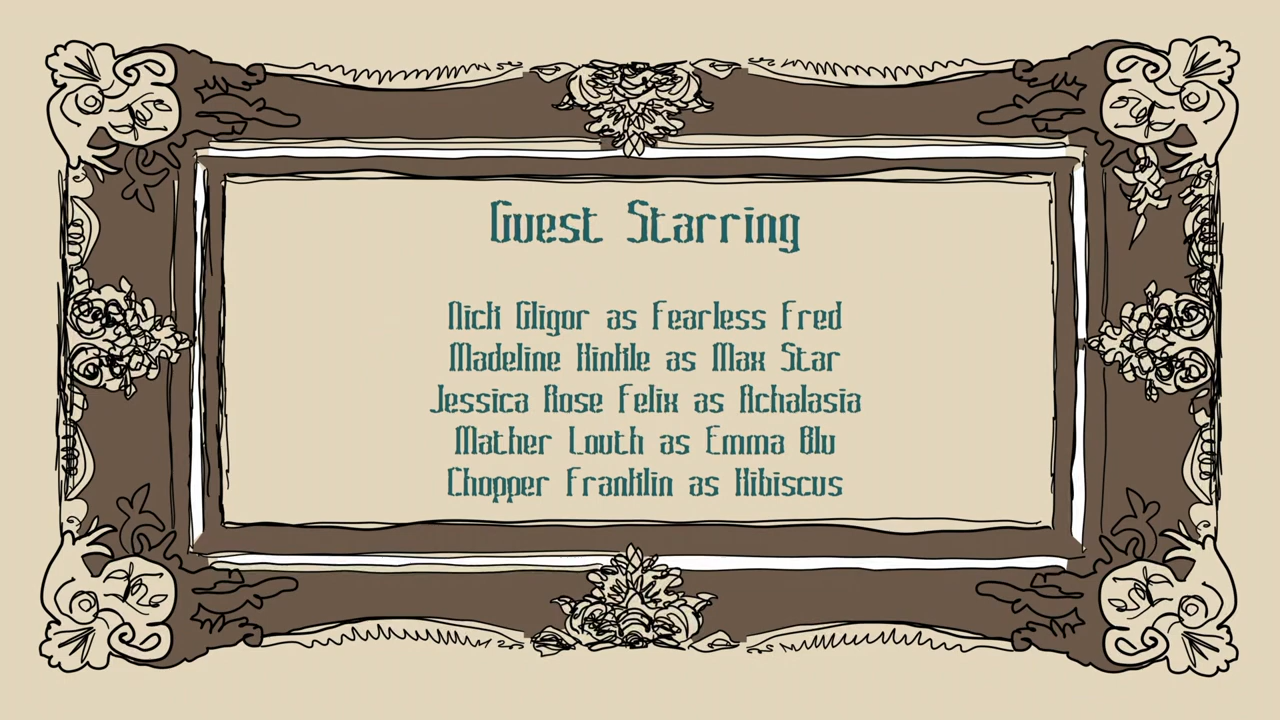 Guest Starring
Nick Gligor as Fearless Fred
Madeline Hinkle as Max Star
Jessica Rose Felix as Achalasia
Mather Louth as Emma Blu
Chopper Franklin as Hibiscus